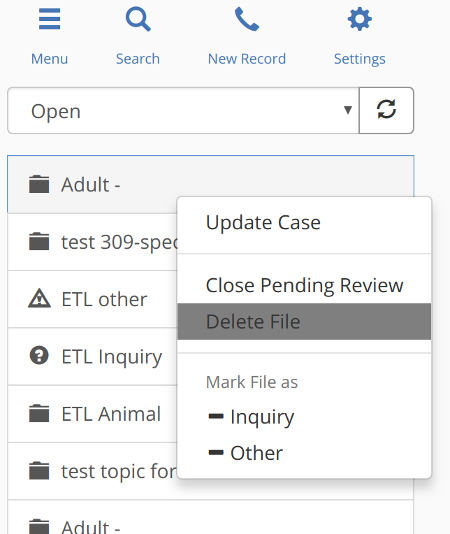 Menu
Search
New Record
Settings
Open
Adult -
test 309-spec
ETL other
ETL Inquiry
ETL Animal
test topic for
Adult -
Update Case
Close Pending Review
Delete File
Mark File as
Inquiry
Other